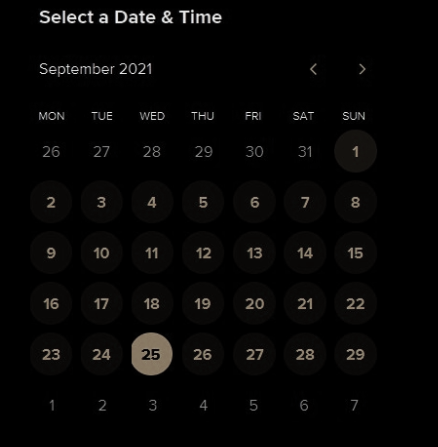 Select a Date & Time
September 2021
MON TUE WED THU FRI SAT SUN
26 27 28 29 30 31 1
2 3 4 5 6 7 8
9 10 11 12 13 14 15
16 17 18 19 20 21 22
23 24 25 26 27 28 29
1 2 3 4 5 6 7